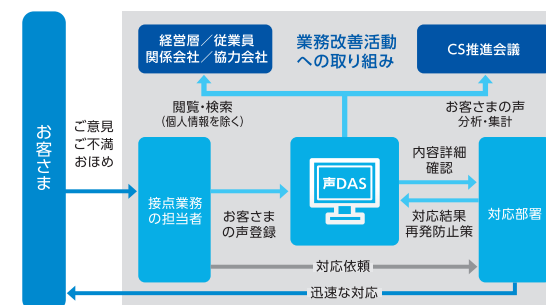 経営層／従業員
関係会社／協力会社
業務改善活動
への取り組み
CS推進会議
閲覧・検索
（個人情報を除く）
お客さまの声
分析・集計
お客さま
ご意見
ご不満
おほめ
接点業務
の担当者
お客さま
の声登録
声DAS
内容詳細
確認
対応結果
再発防止策
対応部署
対応依頼
迅速な対応